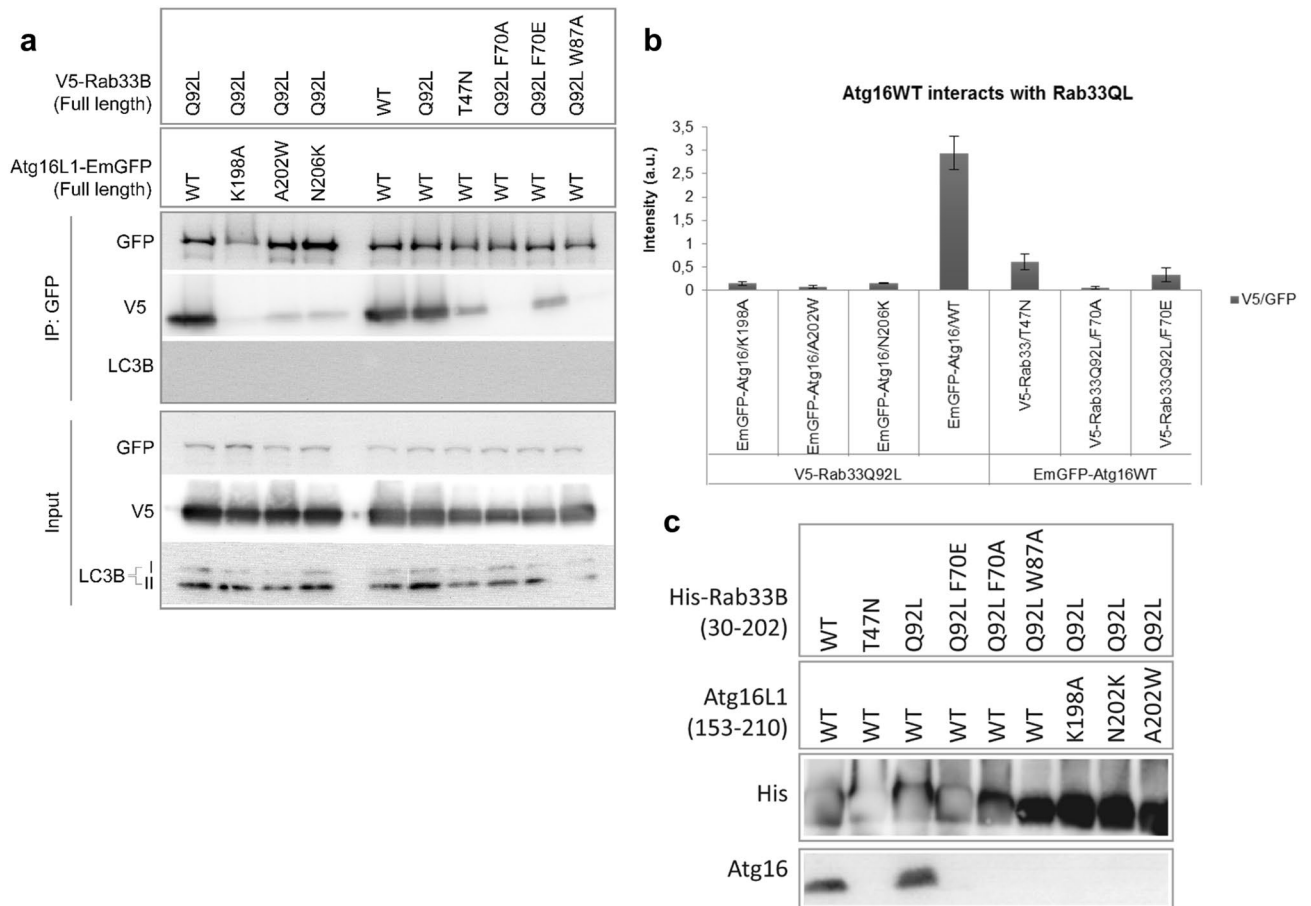 a
V5-Rab33B
(Full length)
Q92L
Q92L
Q92L
Q92L
WT
Q92L
T47N
Q92L F70A
Q92L F70E
Q92L W87A
Atg16L1-EmGFP
(Full length)
WT
K198A
A202W
N206K
WT
WT
WT
WT
WT
WT
IP: GFP
GFP
V5
LC3B
Input
GFP
V5
LC3B
I
II
b
Atg16WT interacts with Rab33QL
Intensity (a.u.)
3,5
3
2,5
2
1,5
1
0,5
0
EmGFP-Atg16/K198A
EmGFP-Atg16/A202W
EmGFP-Atg16/N206K
EmGFP-Atg16/WT
V5-Rab33/T47N
V5-Rab33Q92L/F70A
V5-Rab33Q92L/F70E
V5-Rab33Q92L
EmGFP-Atg16WT
V5/GFP
c
His-Rab33B
(30-202)
WT
T47N
Q92L
Q92L F70E
Q92L F70A
Q92L W87A
Q92L
Q92L
Q92L
Atg16L1
(153-210)
WT
WT
WT
WT
WT
WT
K198A
N202K
A202W
His
Atg16